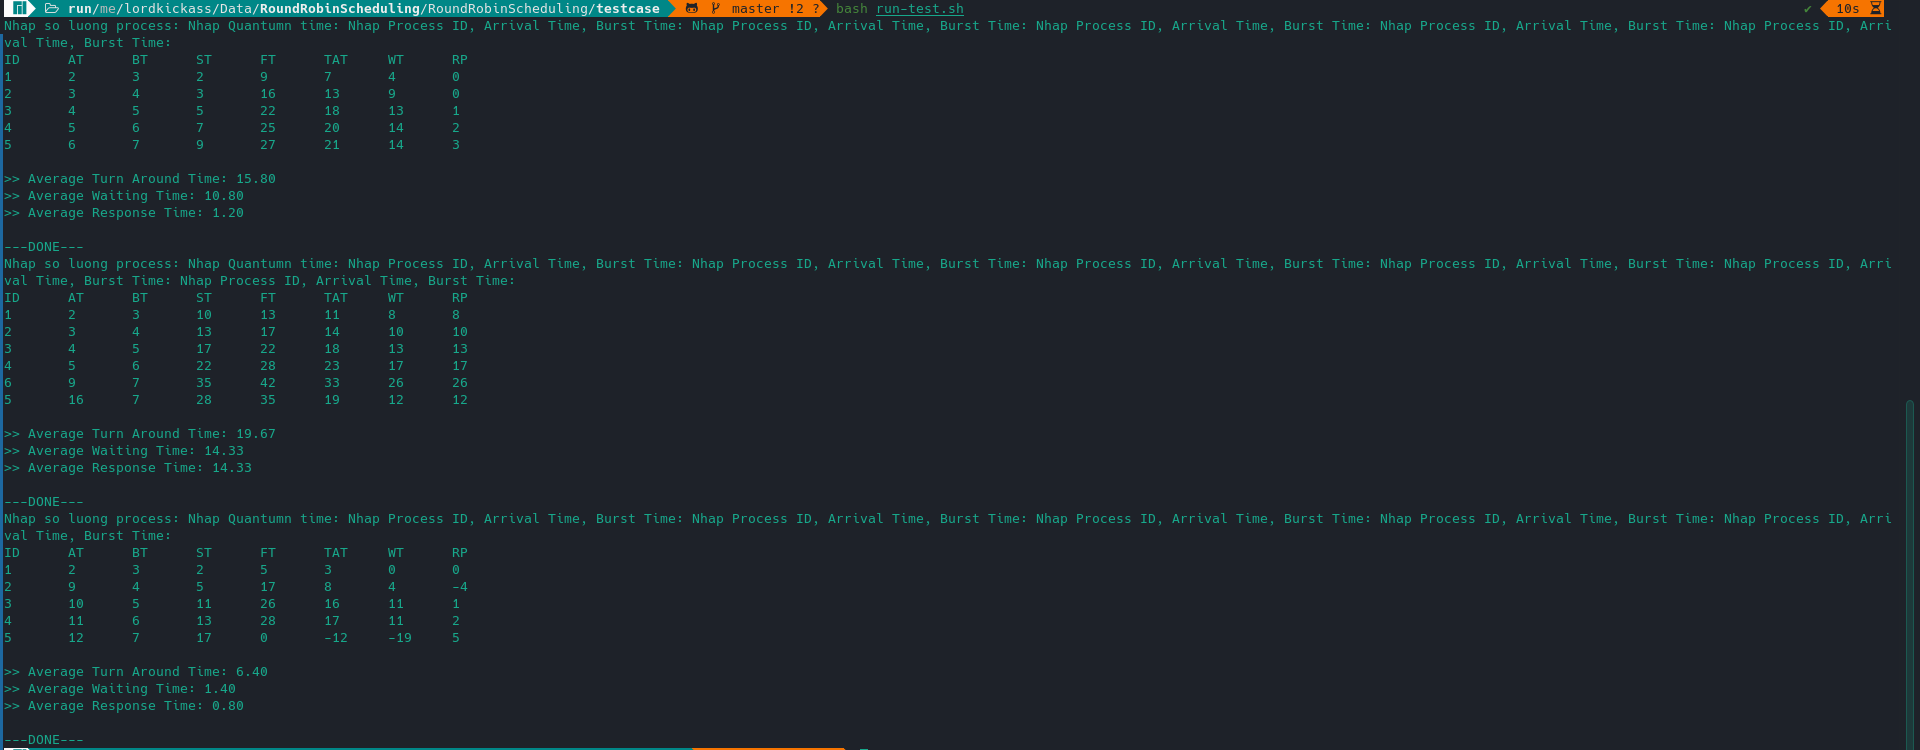 run/me/lordkickass/Data/RoundRobinScheduling/RoundRobinScheduling/testcase master !2 ? bash run-test.sh ✔ 10s
Nhap so luong process: Nhap Quantumn time: Nhap Process ID, Arrival Time, Burst Time: Nhap Process ID, Arrival Time, Burst Time: Nhap Process ID, Arrival Time, Burst Time: Nhap Process ID, Arrival Time, Burst Time: Nhap Process ID, Arri
val Time, Burst Time:
ID AT BT ST FT TAT WT RP
1 2 3 2 9 7 4 0
2 3 4 3 16 13 9 0
3 4 5 5 22 18 13 1
4 5 6 7 25 20 14 2
5 6 7 9 27 21 14 3
>> Average Turn Around Time: 15.80
>> Average Waiting Time: 10.80
>> Average Response Time: 1.20
---DONE---
Nhap so luong process: Nhap Quantumn time: Nhap Process ID, Arrival Time, Burst Time: Nhap Process ID, Arrival Time, Burst Time: Nhap Process ID, Arrival Time, Burst Time: Nhap Process ID, Arrival Time, Burst Time: Nhap Process ID, Arri
val Time, Burst Time: Nhap Process ID, Arrival Time, Burst Time:
ID AT BT ST FT TAT WT RP
1 2 3 10 13 11 8 8
2 3 4 13 17 14 10 10
3 4 5 17 22 18 13 13
4 5 6 22 28 23 17 17
6 9 7 35 42 33 26 26
5 16 7 28 35 19 12 12
>> Average Turn Around Time: 19.67
>> Average Waiting Time: 14.33
>> Average Response Time: 14.33
---DONE---
Nhap so luong process: Nhap Quantumn time: Nhap Process ID, Arrival Time, Burst Time: Nhap Process ID, Arrival Time, Burst Time: Nhap Process ID, Arrival Time, Burst Time: Nhap Process ID, Arrival Time, Burst Time: Nhap Process ID, Arri
val Time, Burst Time:
ID AT BT ST FT TAT WT RP
1 2 3 2 5 3 0 0
2 9 4 5 17 8 4 -4
3 10 5 11 26 16 11 1
4 11 6 13 28 17 11 2
5 12 7 17 0 -12 -19 5
>> Average Turn Around Time: 6.40
>> Average Waiting Time: 1.40
>> Average Response Time: 0.80
---DONE---